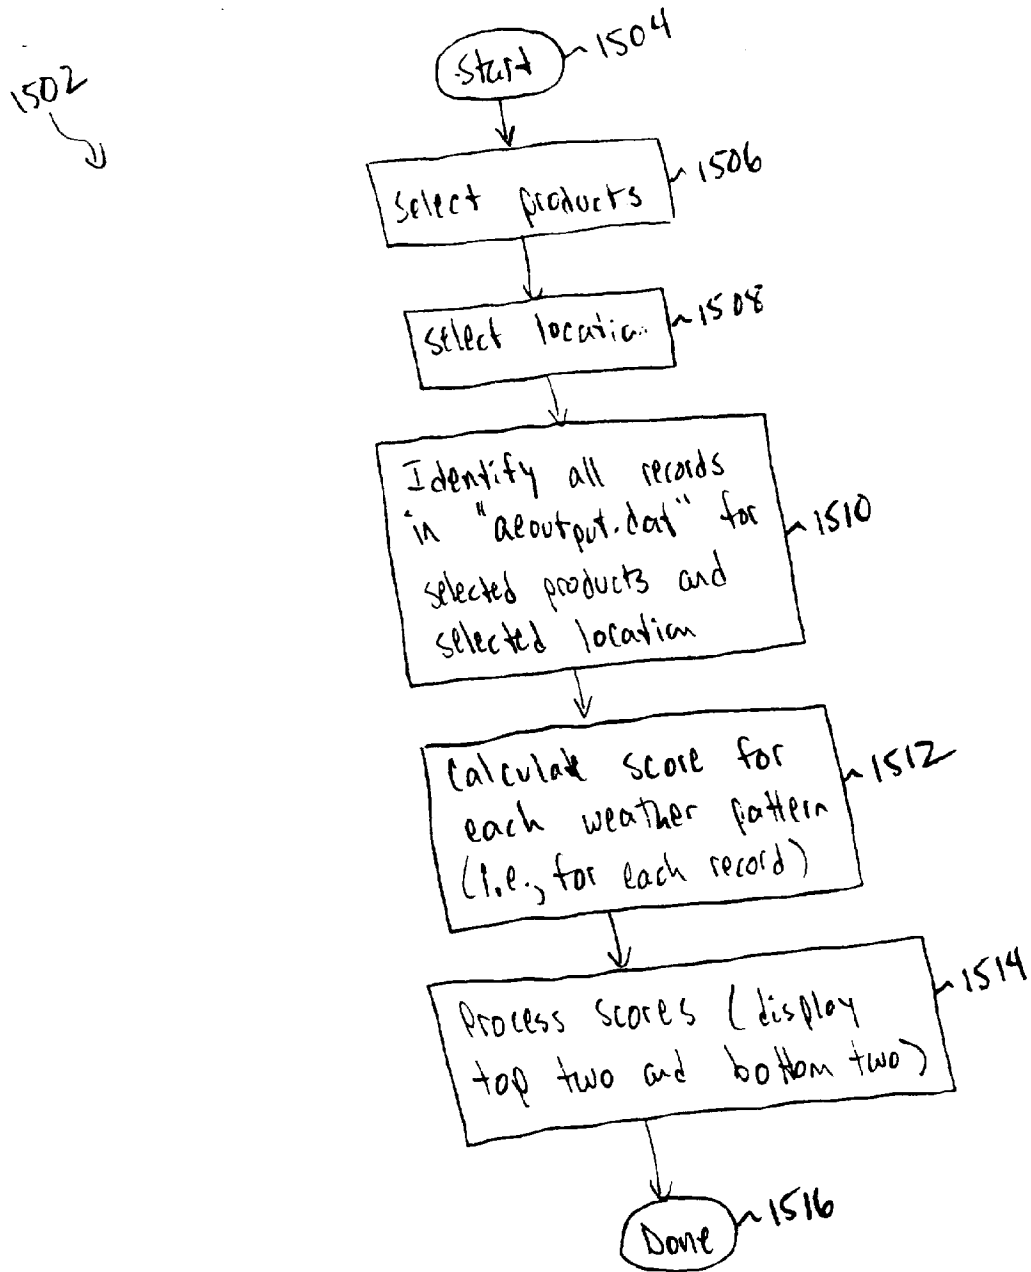 1502
Start
1504
Select products
1506
Select location
1508
Identify all records
in "aeoutput.dat" for
selected products and
selected location
1510
Calculate score for
each weather pattern
(i.e., for each record)
1512
Process scores (display
top two and bottom two)
1514
Done
1516